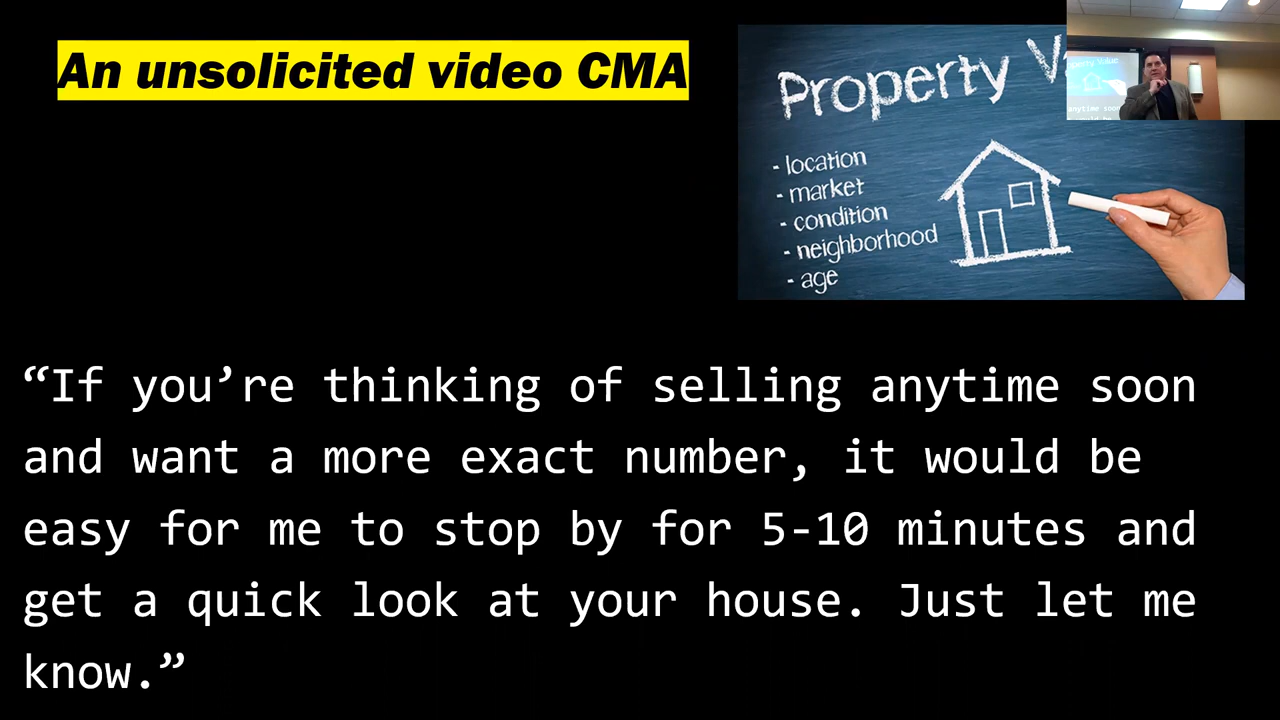 An unsolicited video CMA
Property V
- location
- market
- condition
- neighborhood
- age
“If you’re thinking of selling anytime soon
and want a more exact number, it would be
easy for me to stop by for 5-10 minutes and
get a quick look at your house. Just let me
know.”